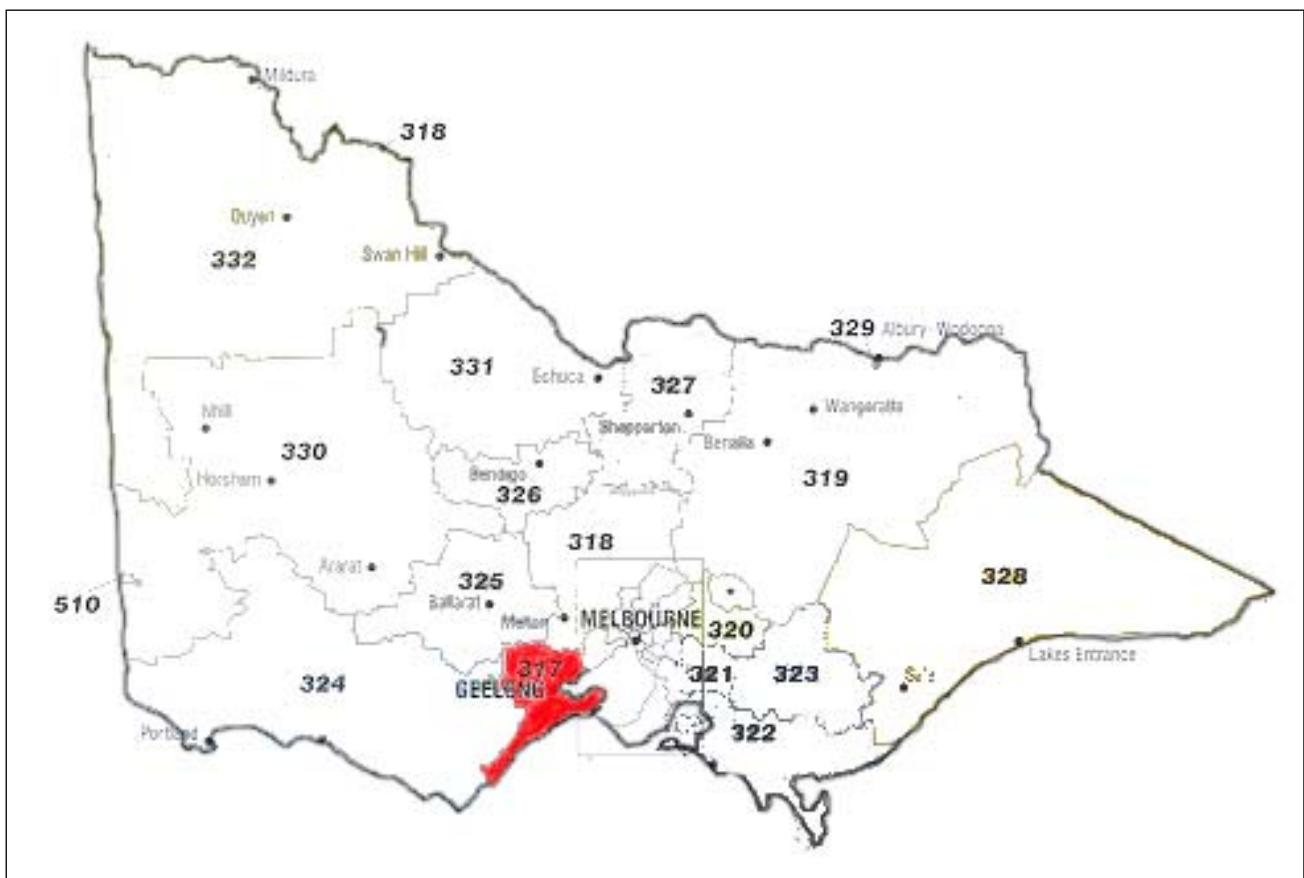 Mildura
318
Ouyen
332
Swan Hill
329 Albury-Wodonga
331
Echuca
327
Nhill
Shepparton
Wangaratta
Benalla
Horsham
330
Bendigo
326
319
318
Ararat
325
328
510
Ballarat
Melton
MELBOURNE
320
317
321
323
Lakes Entrance
324
GEELONG
Sale
Portland
322